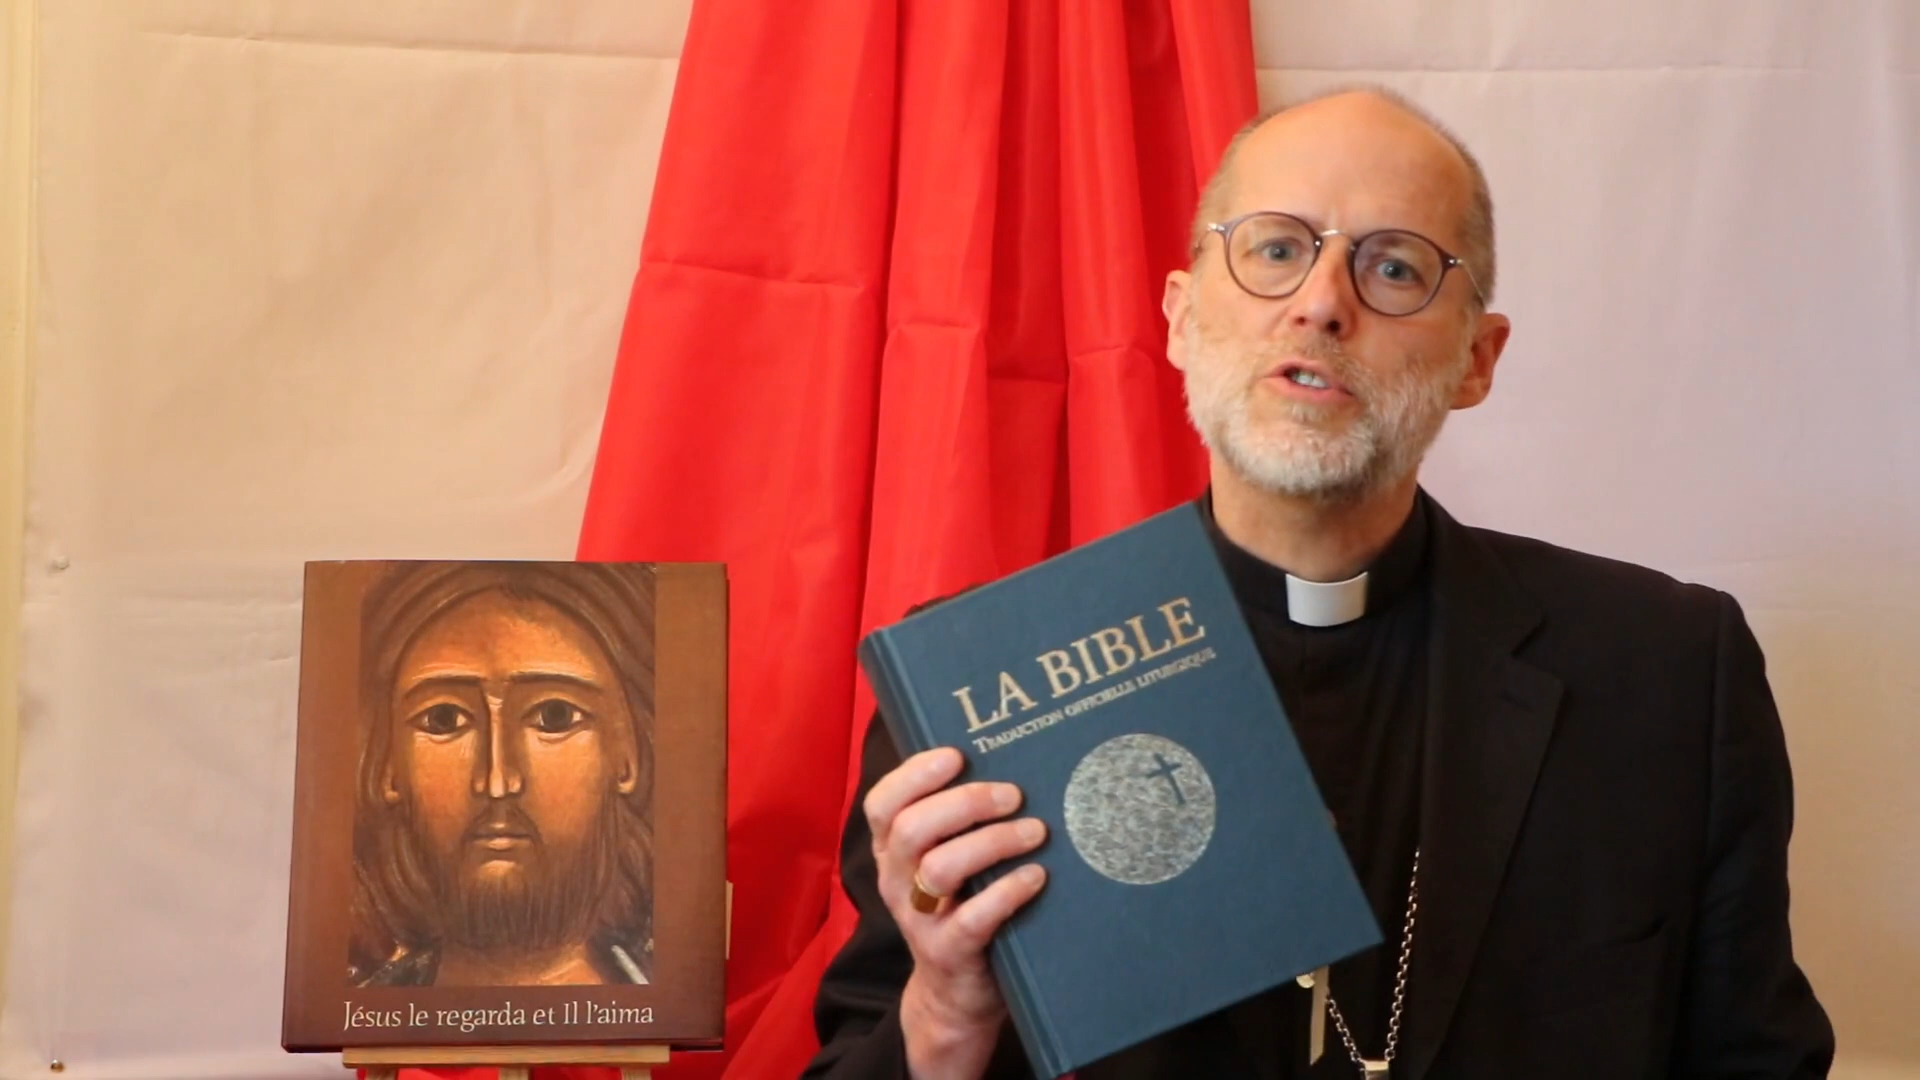 LA BIBLE
TRADUCTION OFFICIELLE LITURGIQUE
Jésus le regarda et Il l'aima